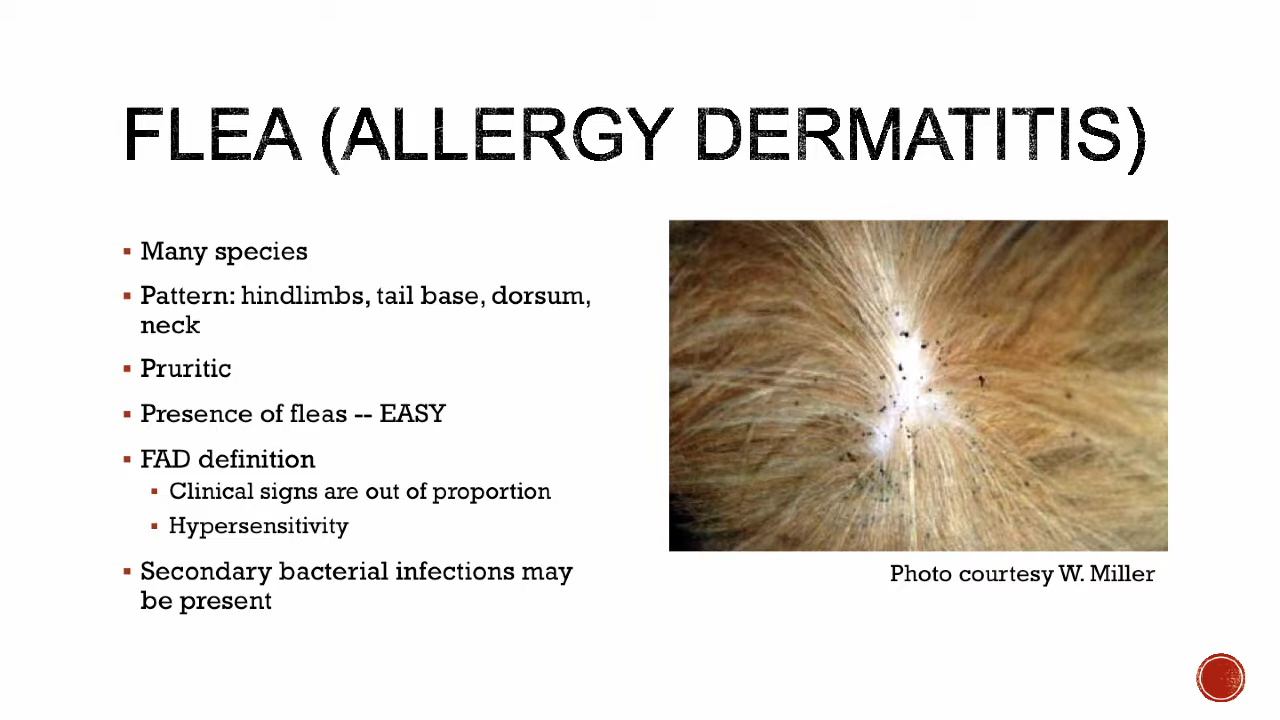 FLEA (ALLERGY DERMATITIS)
▪ Many species
▪ Pattern: hindlimbs, tail base, dorsum,
neck
▪ Pruritic
▪ Presence of fleas -- EASY
▪ FAD definition
▪ Clinical signs are out of proportion
▪ Hypersensitivity
▪ Secondary bacterial infections may
be present
Photo courtesy W. Miller